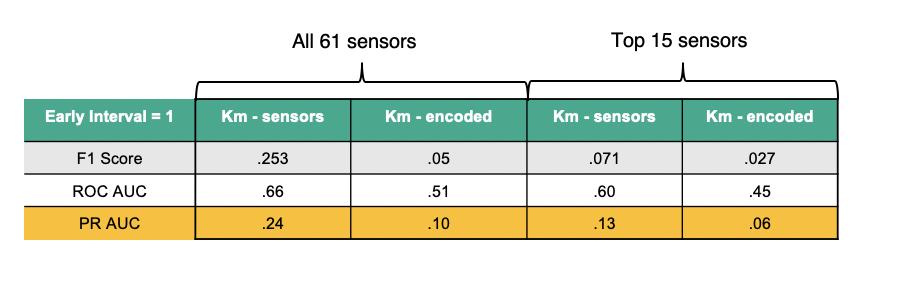 All 61 sensors Top 15 sensors
Early Interval = 1 Km - sensors Km - encoded Km - sensors Km - encoded
F1 Score .253 .05 .071 .027
ROC AUC .66 .51 .60 .45
PR AUC .24 .10 .13 .06